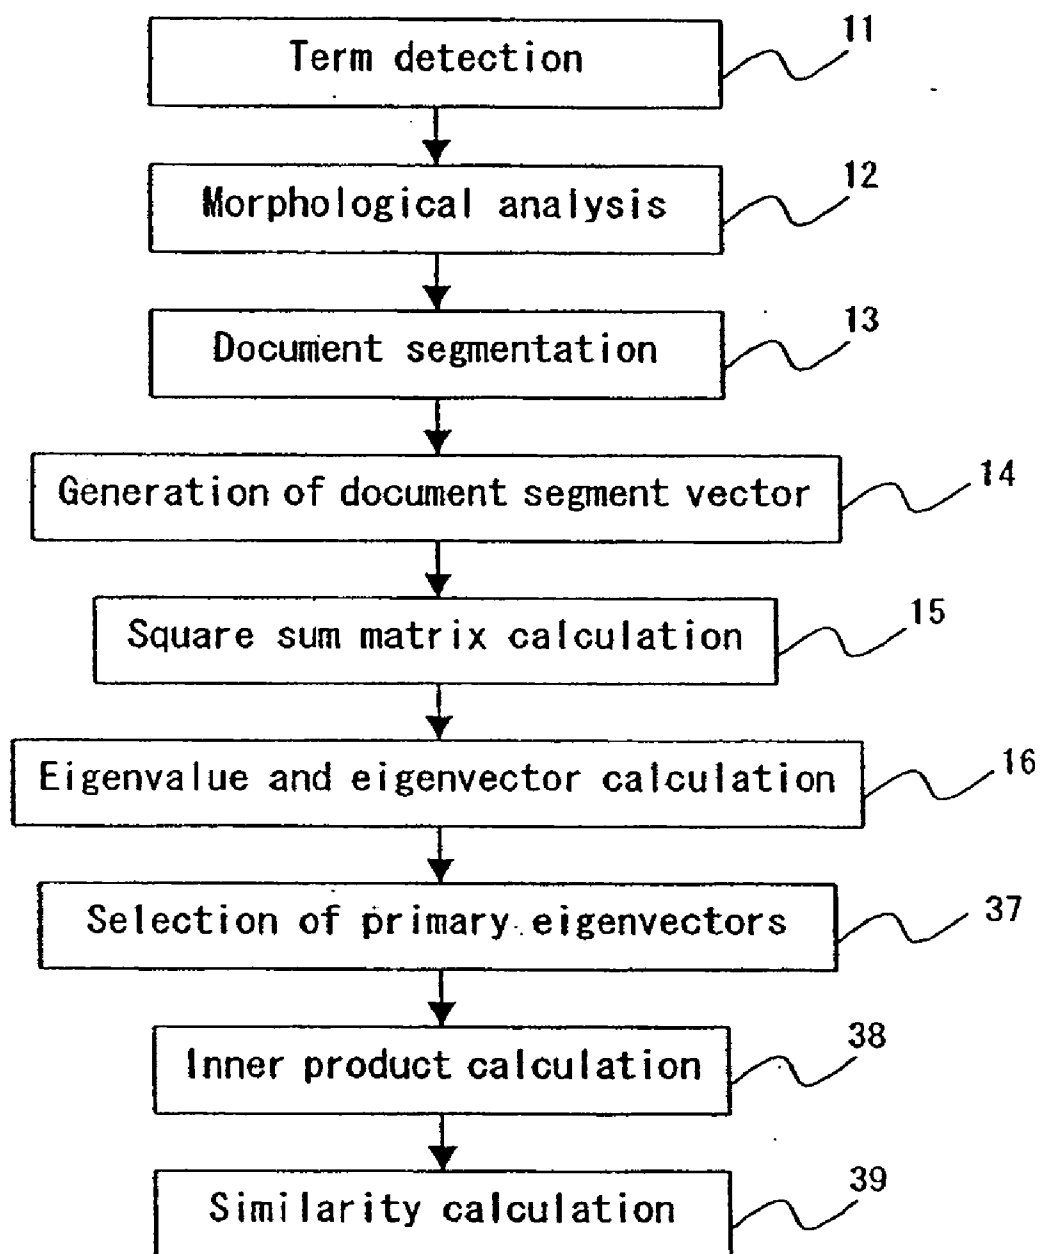 Term detection
11
Morphological analysis
12
Document segmentation
13
Generation of document segment vector
14
Square sum matrix calculation
15
Eigenvalue and eigenvector calculation
16
Selection of primary eigenvectors
37
Inner product calculation
38
Similarity calculation
39